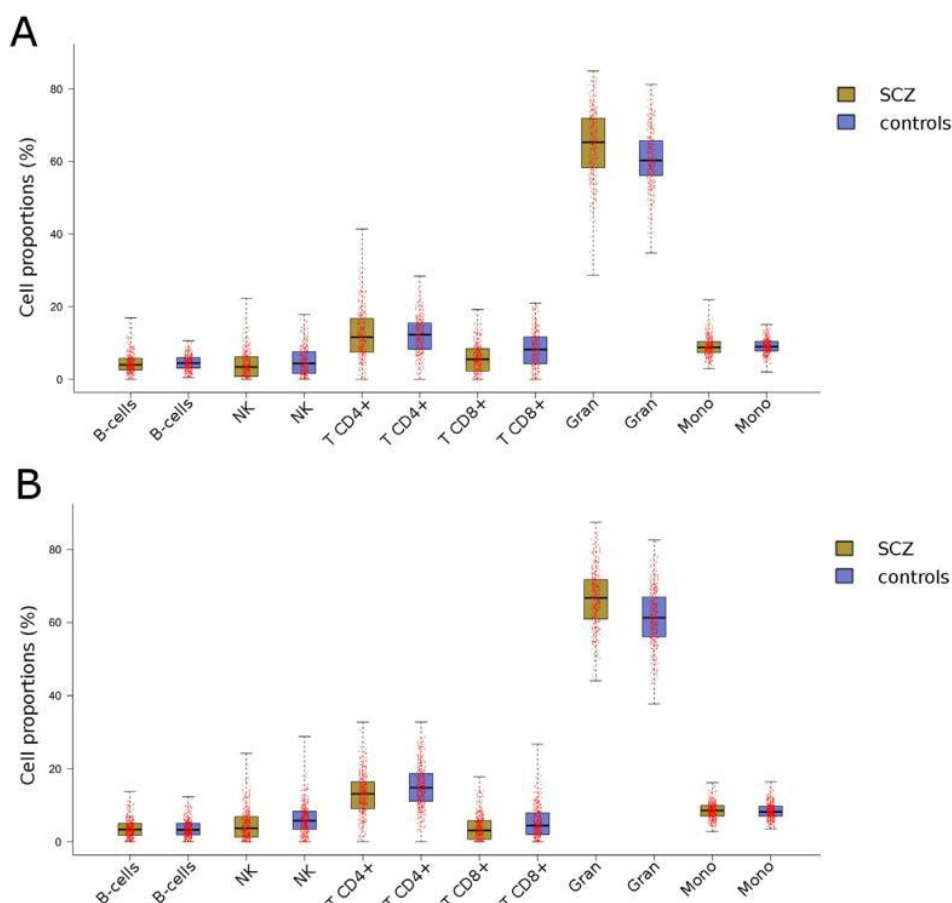 A
Cell proportions (%)
80
60
40
20
0
B-cells
B-cells
NK
NK
T CD4+
T CD4+
T CD8+
T CD8+
Gran
Gran
Mono
Mono
SCZ
controls
B
Cell proportions (%)
80
60
40
20
0
B-cells
B-cells
NK
NK
T CD4+
T CD4+
T CD8+
T CD8+
Gran
Gran
Mono
Mono
SCZ
controls